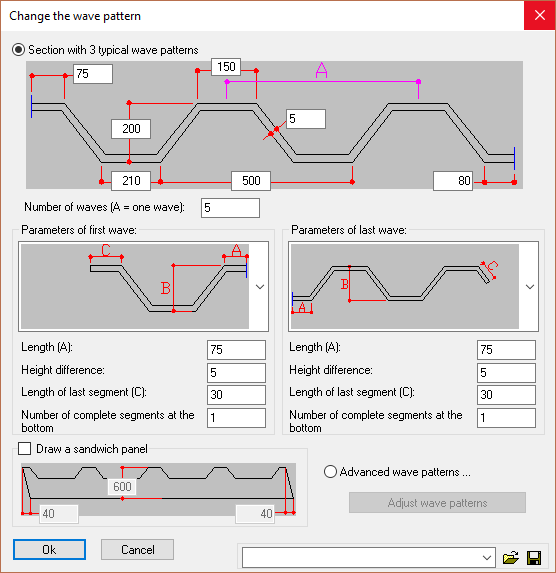 Change the wave pattern
Section with 3 typical wave patterns
75
150
A
200
5
210
500
80
Number of waves (A = one wave):
5
Parameters of first wave:
C
A
B
Length (A):
75
Height difference:
5
Length of last segment (C):
30
Number of complete segments at the
bottom
1
Parameters of last wave:
A
B
C
Length (A):
75
Height difference:
5
Length of last segment (C):
30
Number of complete segments at the
bottom
1
Draw a sandwich panel
600
40
40
Advanced wave patterns ...
Adjust wave patterns
Ok
Cancel